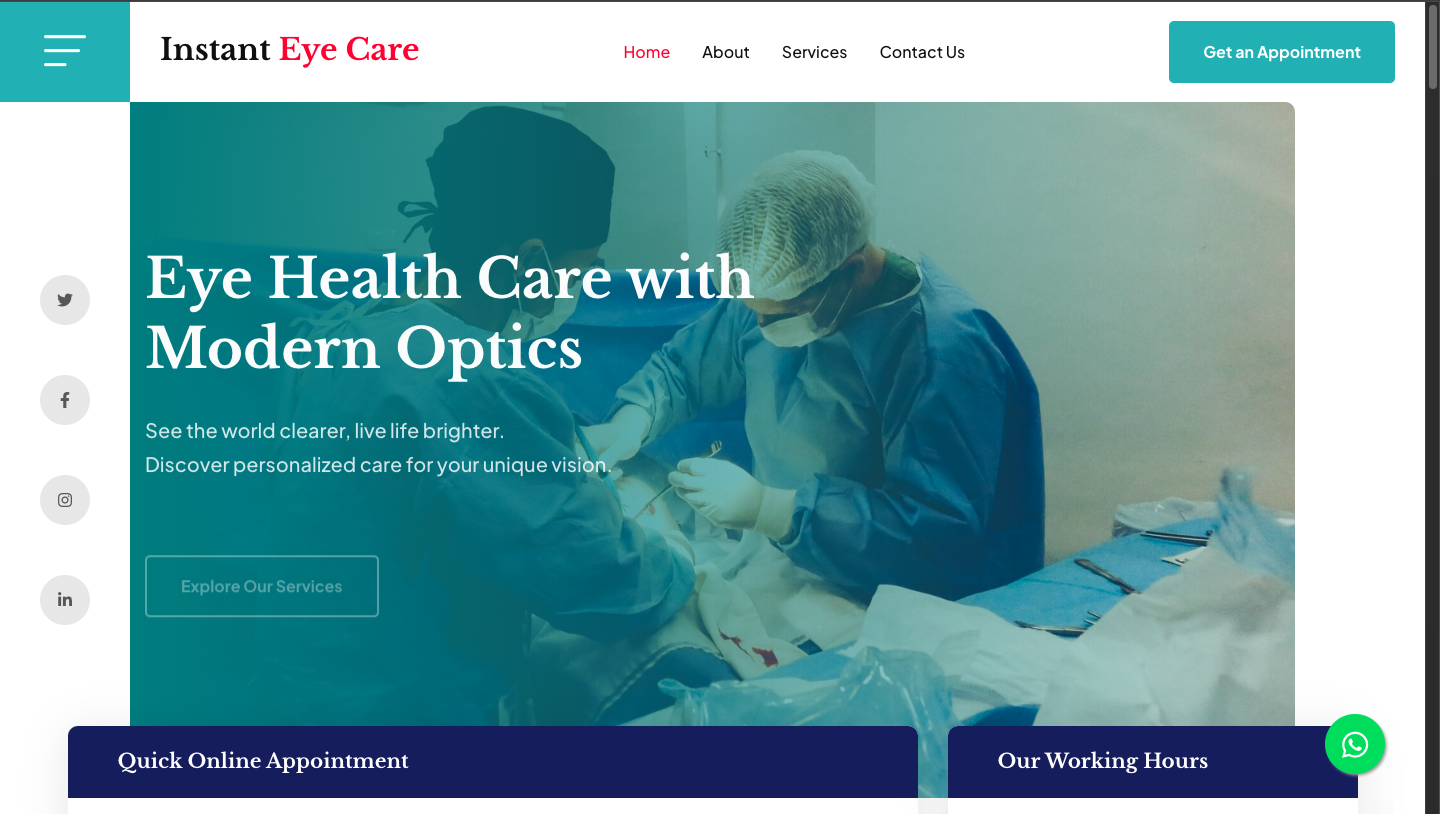 Instant Eye Care
Home About Services Contact Us
Get an Appointment
Eye Health Care with
Modern Optics
See the world clearer, live life brighter.
Discover personalized care for your unique vision.
Explore Our Services
Quick Online Appointment
Our Working Hours